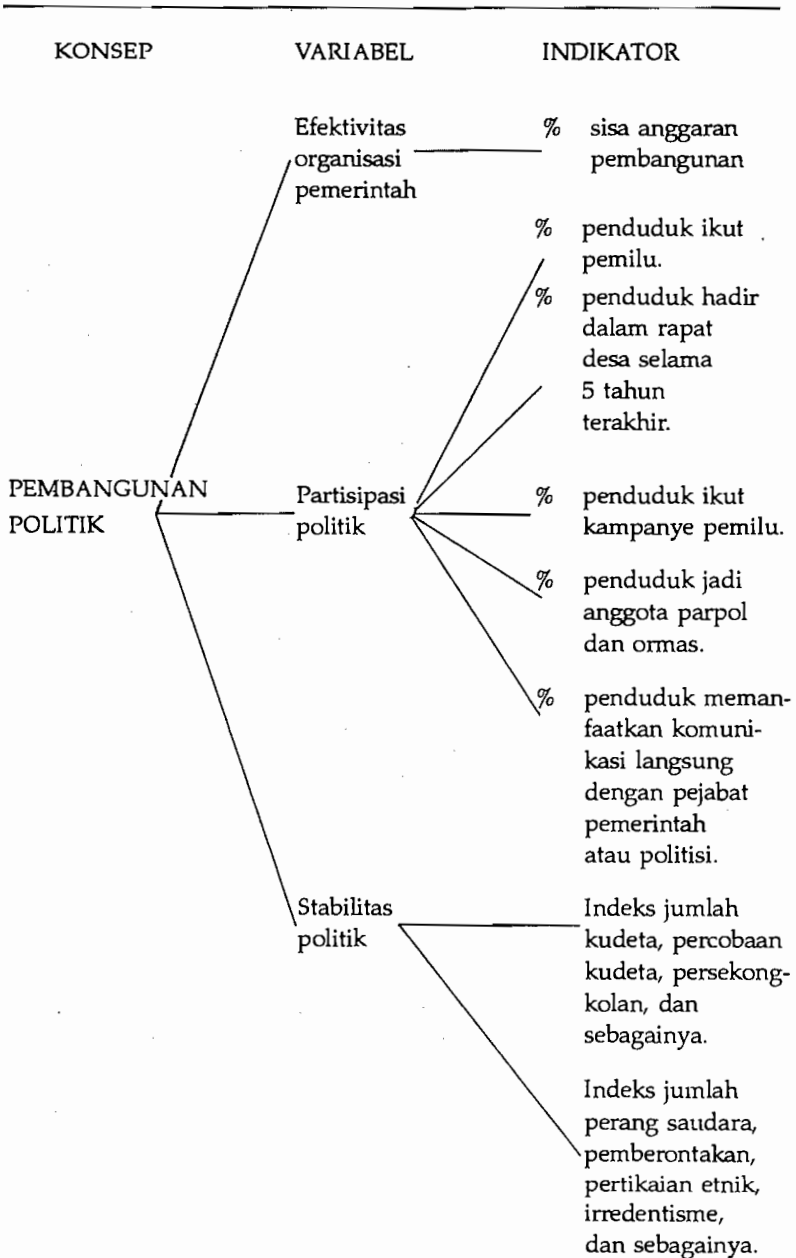 KONSEP VARIABEL INDIKATOR
Efektivitas
organisasi
pemerintah
% sisa anggaran
pembangunan
% penduduk ikut
pemilu.
% penduduk hadir
dalam rapat
desa selama
5 tahun
terakhir.
PEMBANGUNAN
POLITIK
Partisipasi
politik
% penduduk ikut
kampanye pemilu.
% penduduk jadi
anggota parpol
dan ormas.
% penduduk meman-
faatkan komuni-
kasi langsung
dengan pejabat
pemerintah
atau politisi.
Stabilitas
politik
Indeks jumlah
kudeta, percobaan
kudeta, persekong-
kolan, dan
sebagainya.
Indeks jumlah
perang saudara,
pemberontakan,
pertikaian etnik,
irredentisme,
dan sebagainya.